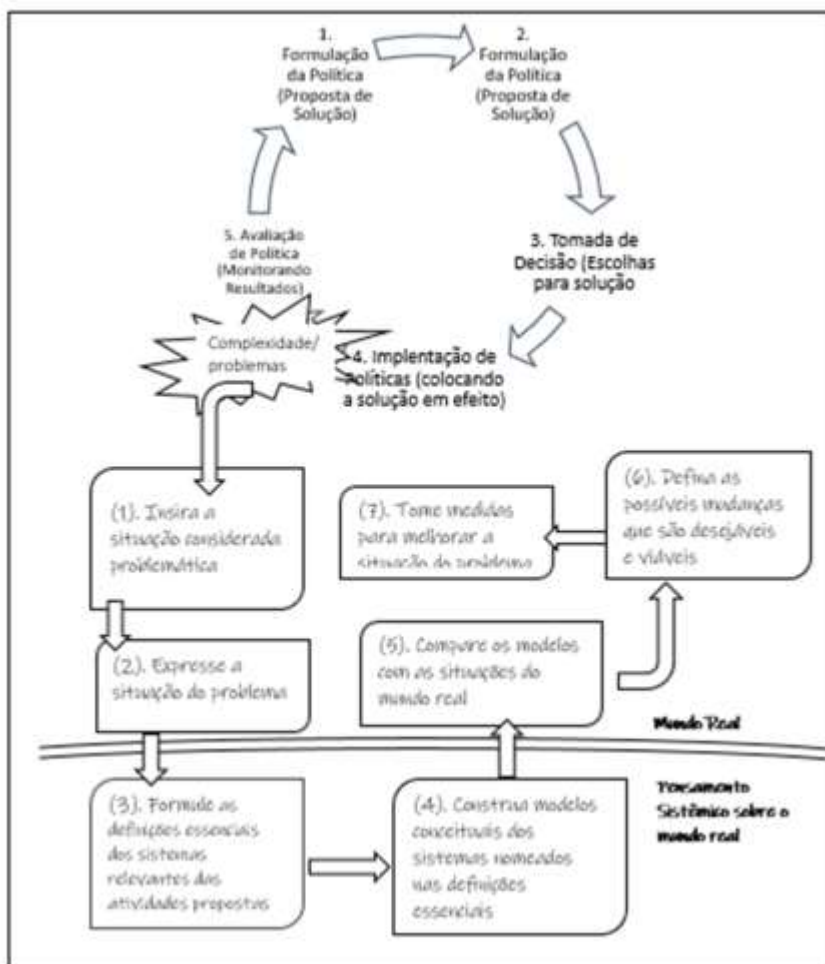 1.
Formulação
da Política
(Proposta de
Solução)
2.
Formulação
da Política
(Proposta de
Solução)
3. Tomada de
Decisão (Escolhas
para solução
4. Implentação de
Políticas (colocando
a solução em efeito)
5. Avaliação
de Política
(Monitorando
Resultados)
Complexidade/
problemas
(1). Insira a
situação considerada
problemática
(2). Expresse a
situação do problema
(3). Formule as
definições essenciais
dos sistemas
relevantes das
atividades propostas
(4). Construa modelos
conceituais dos
sistemas nomeados
nas definições
essenciais
(5). Compare os modelos
com as situações do
mundo real
(6). Defina as
possíveis mudanças
que são desejáveis
e viáveis
(7). Tome medidas
para melhorar a
situação do problema
Mundo Real
Pensamento
Sistêmico sobre o
mundo real